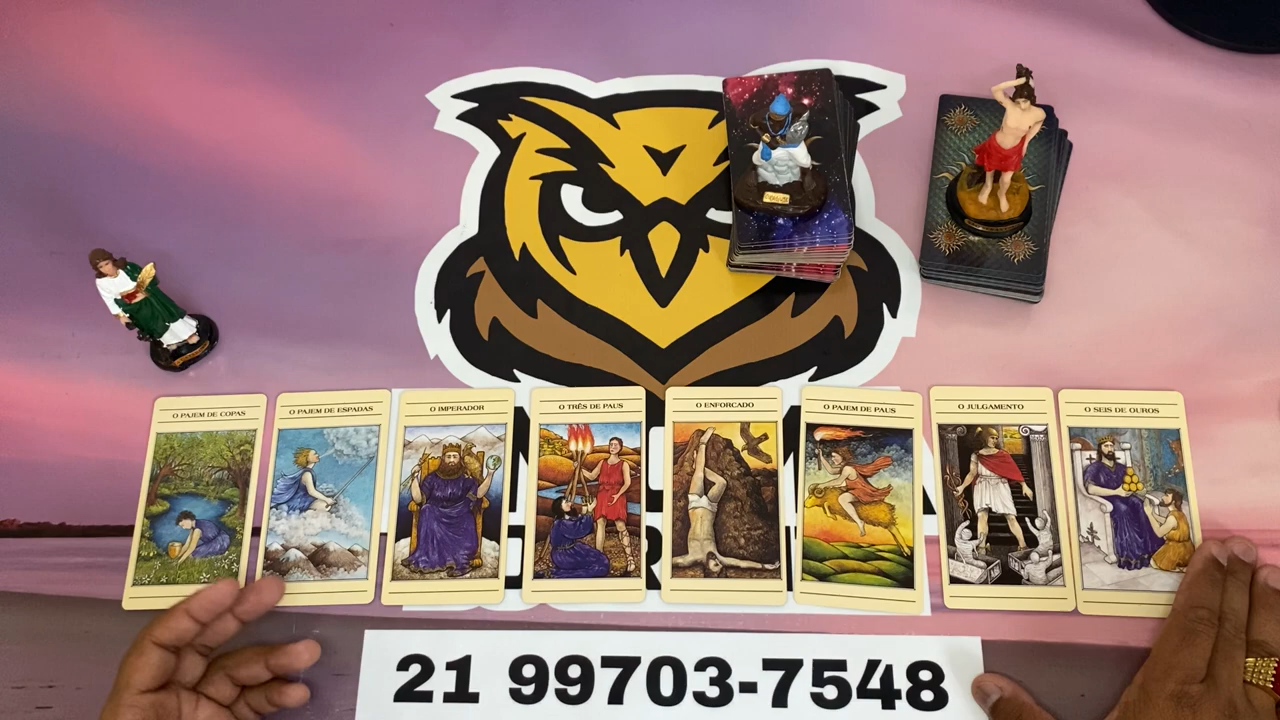 O PAJEM DE COPAS
O PAJEM DE ESPADAS
O IMPERADOR
O TRÊS DE PAUS
O ENFORCADO
O PAJEM DE PAUS
O JULGAMENTO
O SEIS DE OUROS
21 99703-7548